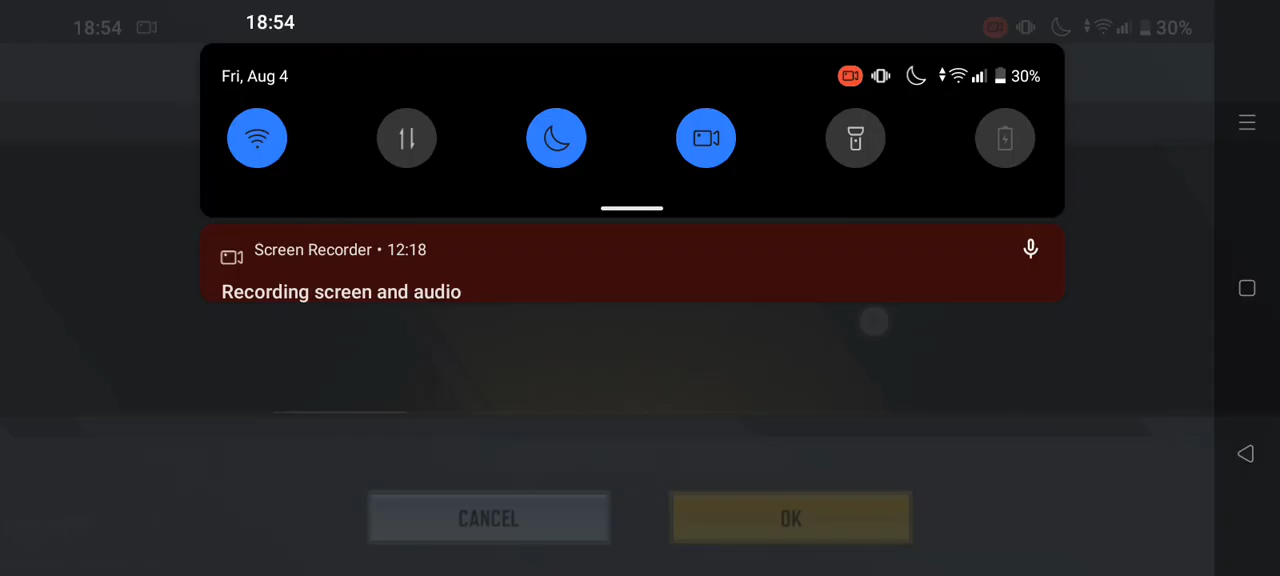 18:54
18:54
30%
Fri, Aug 4
30%
Screen Recorder • 12:18
Recording screen and audio
CANCEL
OK